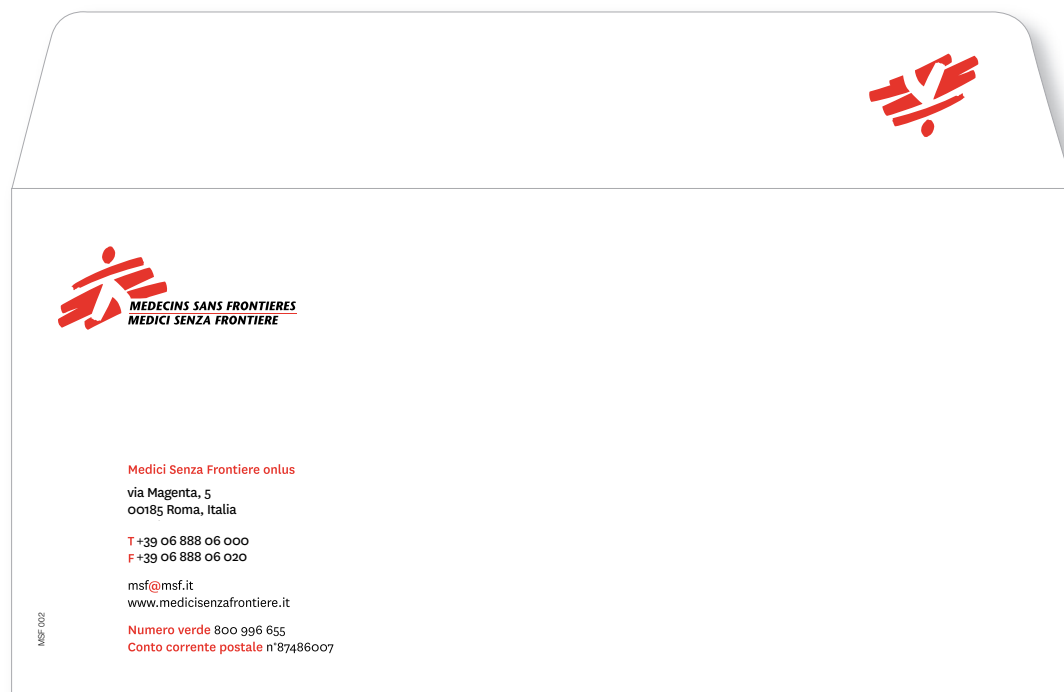 MEDECINS SANS FRONTIERES
MEDICI SENZA FRONTIERE
Medici Senza Frontiere onlus
via Magenta, 5
00185 Roma, Italia
T +39 06 888 06 000
F +39 06 888 06 020
msf@msf.it
www.medicisenzafrontiere.it
Numero verde 800 996 655
Conto corrente postale n°87486007
MSF 002